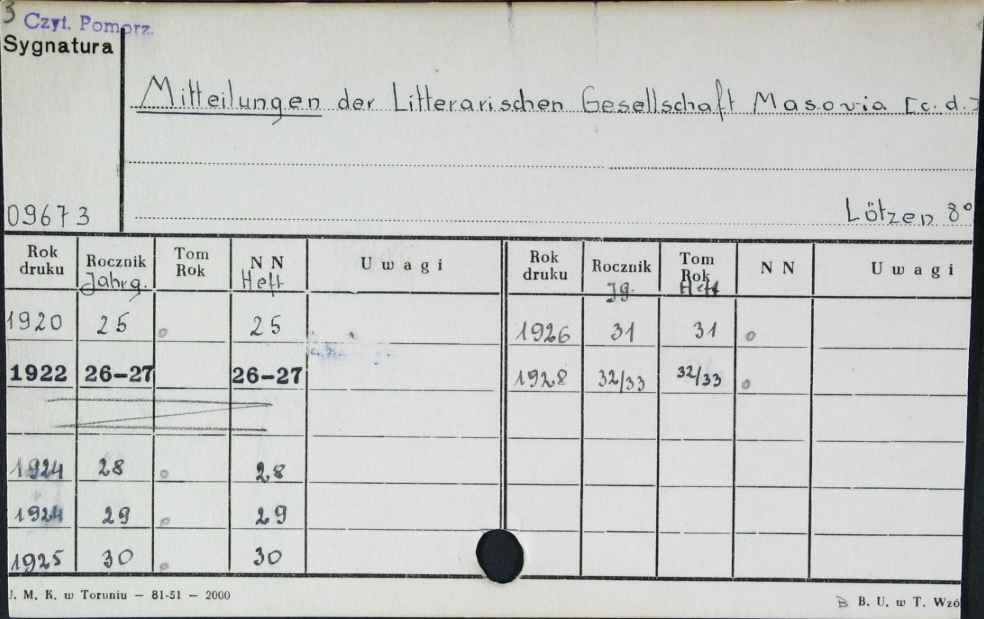 3 Czyt. Pomorz.
Sygnatura
Mitteilungen der Litterarischen Gesellschaft Masovia [c.d.]
09673
Lötzen 8°
Rok druku Rocznik Tom Rok N N Uwagi Rok druku Rocznik Tom Rok N N Uwagi
Jahrg. Heft Jg. Heft
1920 25 25 1926 31 31
1922 26-27 26-27 1928 32/33 32/33
1924 28 28
1924 29 29
1925 30 30
J. M. K. w Toruniu — 81-51 — 2000
B B. U. w T. Wzó